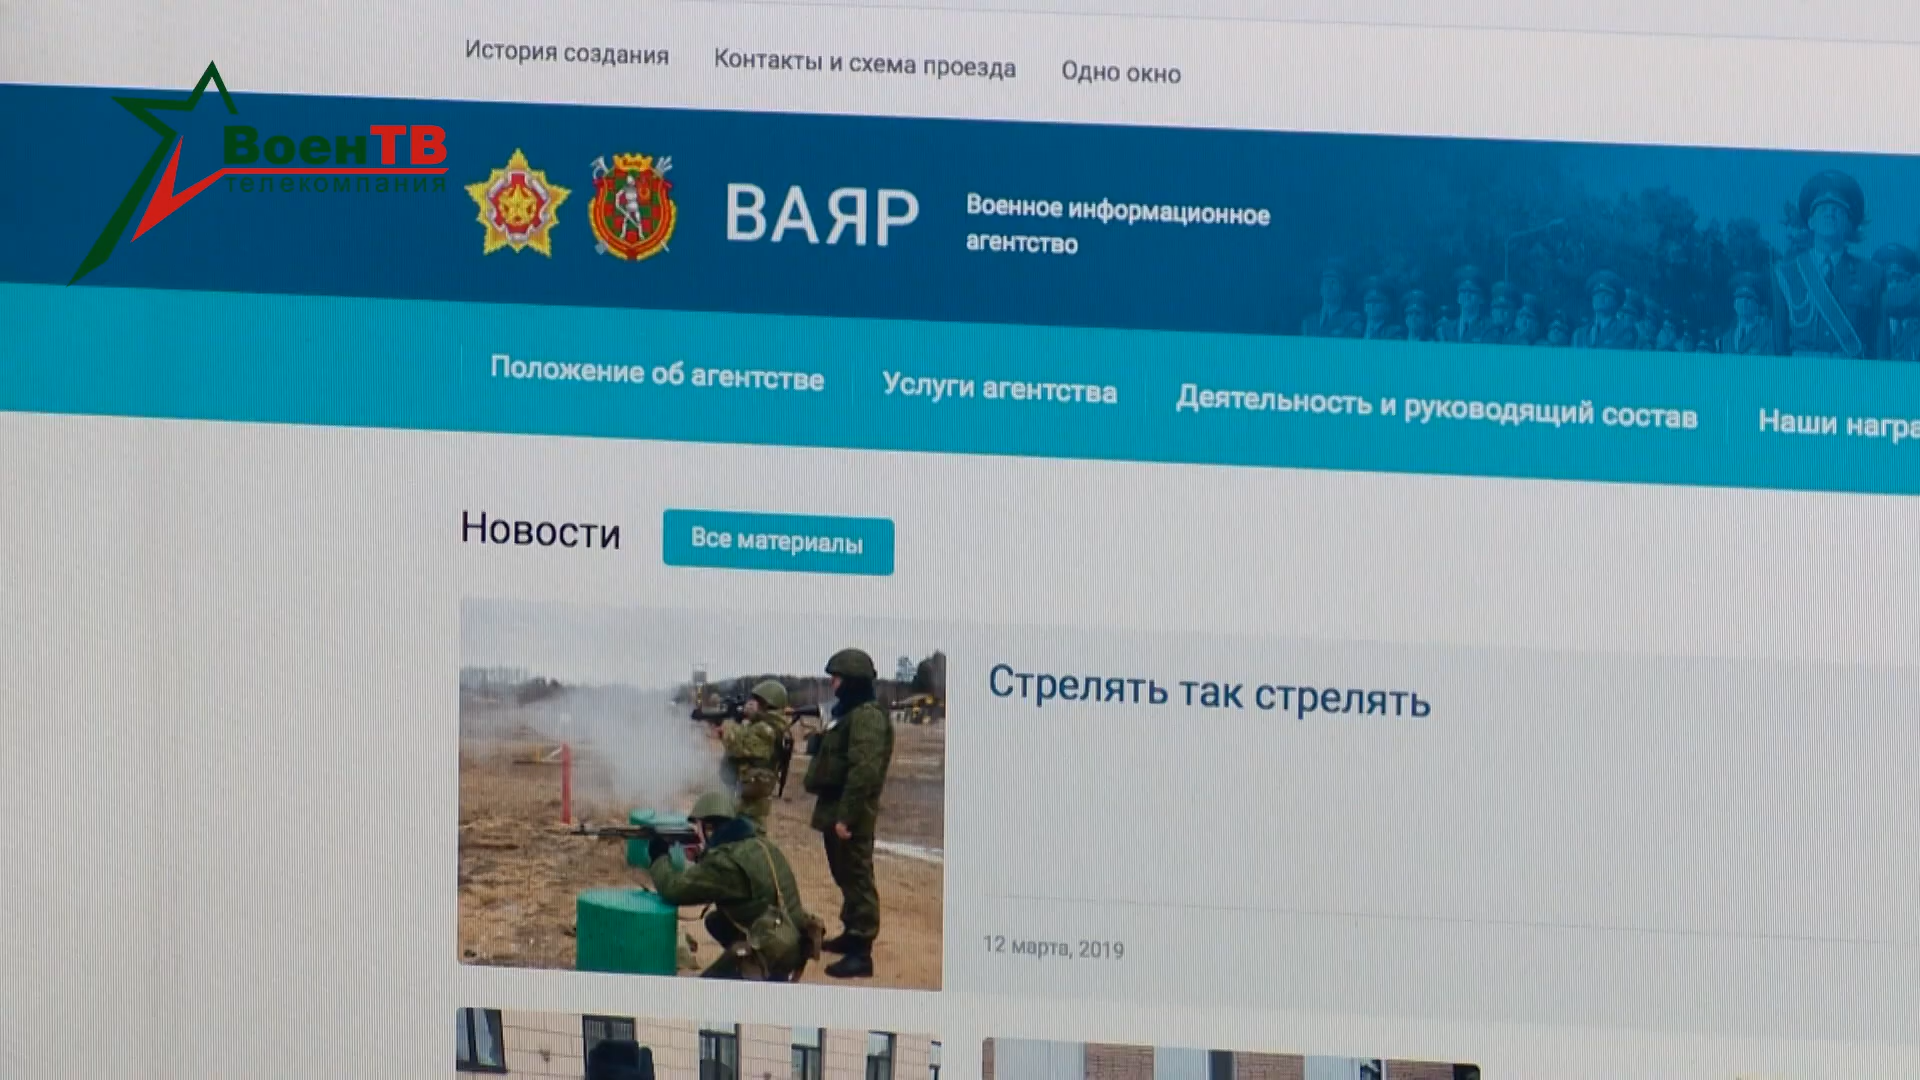 История создания Контакты и схема проезда Одно окно
ВоенТВ
телекомпания
ВАЯР
Военное информационное
агентство
Положение об агентстве Услуги агентства Деятельность и руководящий состав Наши
Новости Все материалы
Стрелять так стрелять
12 марта, 2019